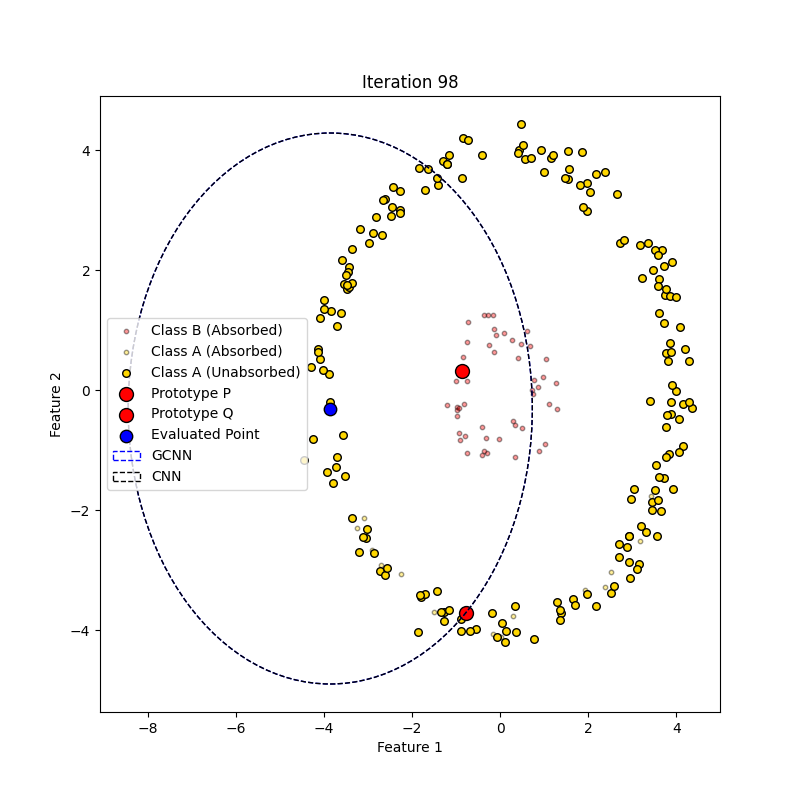 Iteration 98
Feature 2
4
2
0
−2
−4
Class B (Absorbed)
Class A (Absorbed)
Class A (Unabsorbed)
Prototype P
Prototype Q
Evaluated Point
GCNN
CNN
−8
−6
−4
−2
0
2
4
Feature 1